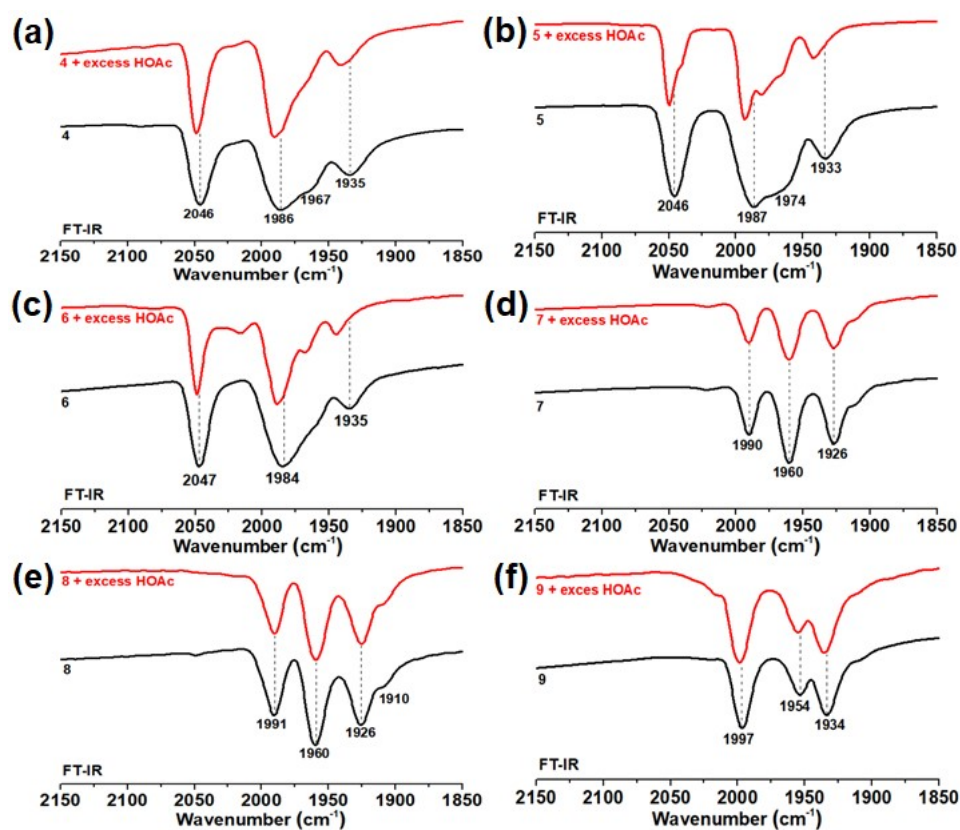 (a)
4 + excess HOAc
4
2046
1986
1967
1935
FT-IR
2150 2100 2050 2000 1950 1900 1850
Wavenumber (cm-1)
(b)
5 + excess HOAc
5
2046
1987
1974
1933
FT-IR
2150 2100 2050 2000 1950 1900 1850
Wavenumber (cm-1)
(c)
6 + excess HOAc
6
2047
1984
1935
FT-IR
2150 2100 2050 2000 1950 1900 1850
Wavenumber (cm-1)
(d)
7 + excess HOAc
7
1990
1960
1926
FT-IR
2150 2100 2050 2000 1950 1900 1850
Wavenumber (cm-1)
(e)
8 + excess HOAc
8
1991
1960
1926
1910
FT-IR
2150 2100 2050 2000 1950 1900 1850
Wavenumber (cm-1)
(f)
9 + exces HOAc
9
1997
1954
1934
FT-IR
2150 2100 2050 2000 1950 1900 1850
Wavenumber (cm-1)